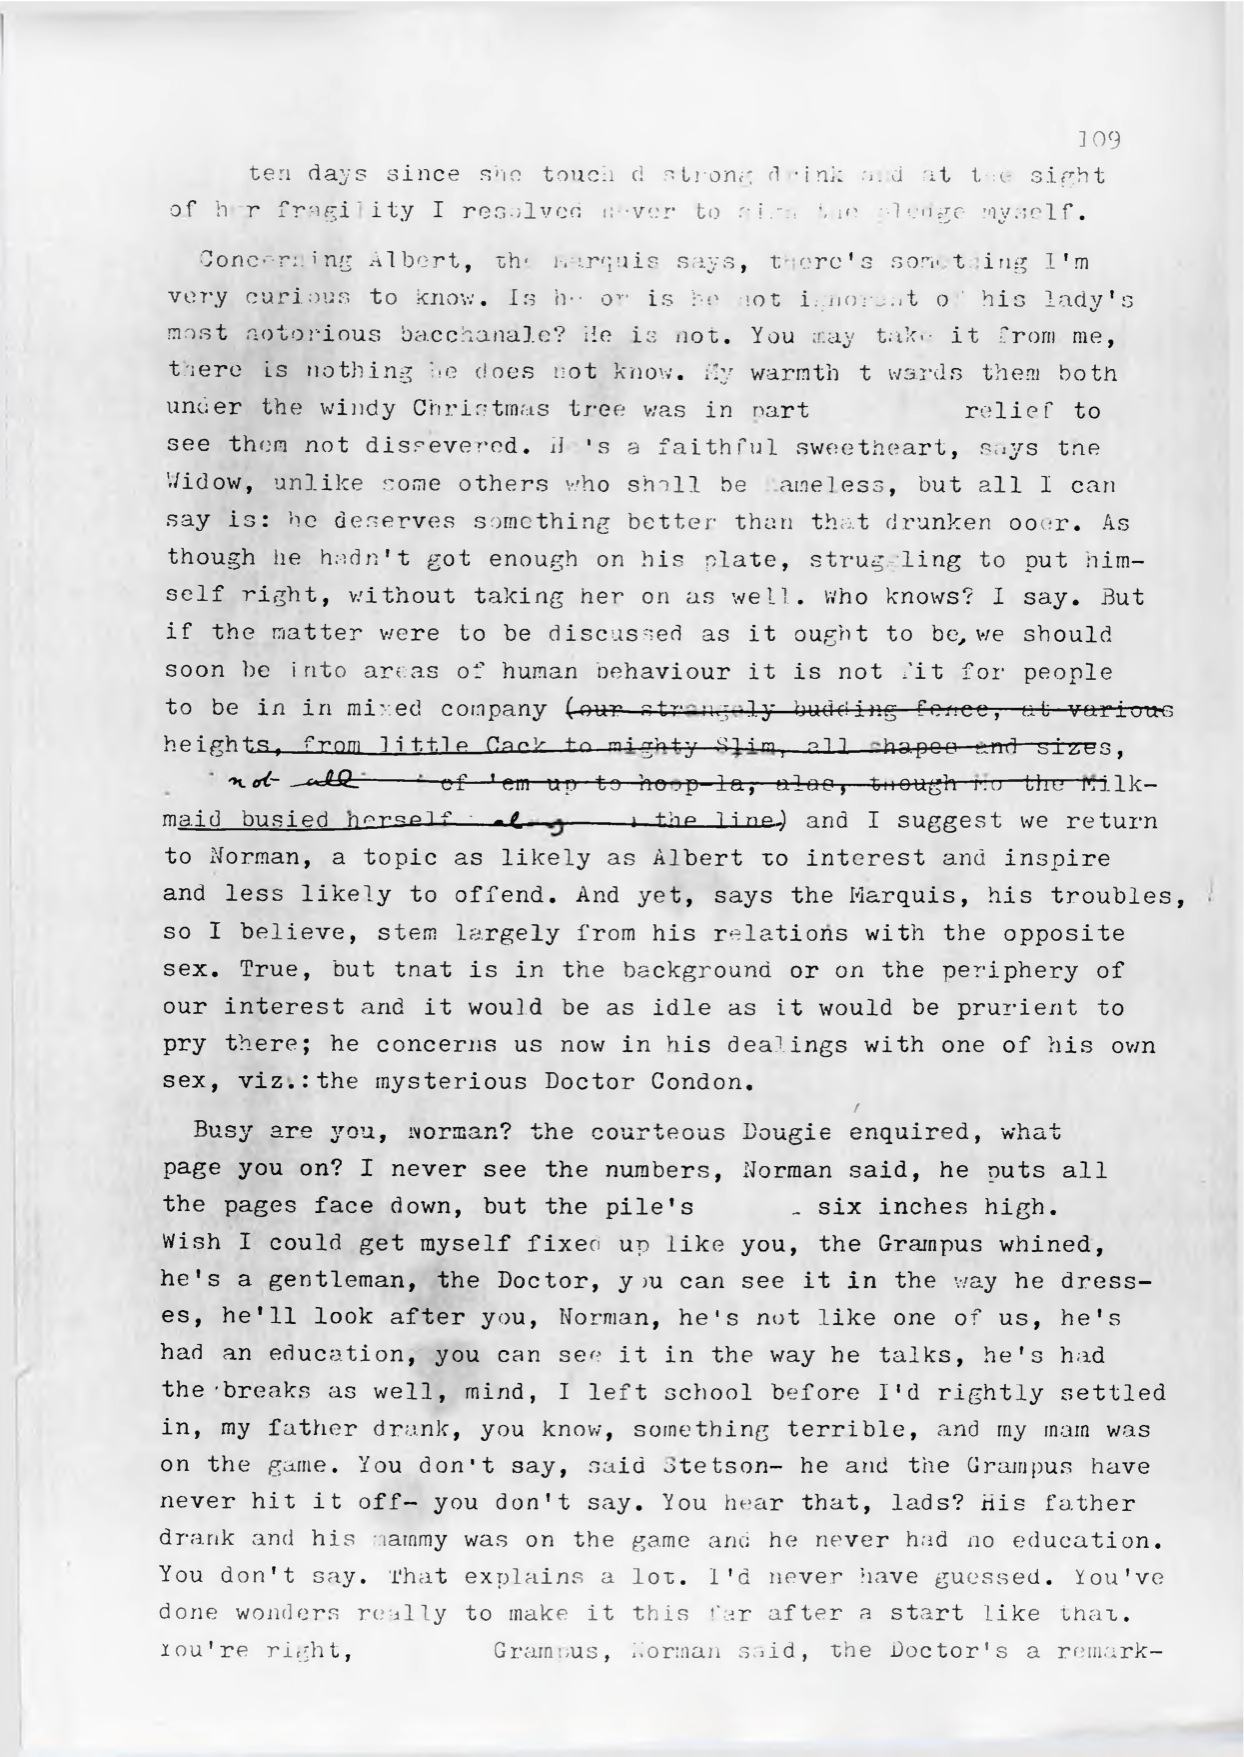 109
ten days since she touch d strong drink and at the sight
of her fragility I resolved never to sign the pledge myself.
Concerning Albert, the Marquis says, there's something I'm
very curious to know. Is he or is he not ignorant of his lady's
most notorious bacchanale? He is not. You may take it from me,
there is nothing he does not know. My warmth t wards them both
under the windy Christmas tree was in part relief to
see them not dissevered. H 's a faithful sweetheart, says the
Widow, unlike some others who shall be nameless, but all I can
say is: he deserves something better than that drunken ooer. As
though he hadn't got enough on his plate, struggling to put him-
self right, without taking her on as well. Who knows? I say. But
if the matter were to be discussed as it ought to be, we should
soon be into areas of human behaviour it is not fit for people
to be in in mixed company (our strangely budding fence, at various
heights, from little Cack to mighty Slim, all shapes and sizes,
not all of 'em up to hoop-la, alas, though Mo the Milk-
maid busied herself along the line) and I suggest we return
to Norman, a topic as likely as Albert to interest and inspire
and less likely to offend. And yet, says the Marquis, his troubles,
so I believe, stem largely from his relations with the opposite
sex. True, but that is in the background or on the periphery of
our interest and it would be as idle as it would be prurient to
pry there; he concerns us now in his dealings with one of his own
sex, viz.:the mysterious Doctor Condon.
Busy are you, Norman? the courteous Dougie enquired, what
page you on? I never see the numbers, Norman said, he puts all
the pages face down, but the pile's six inches high.
Wish I could get myself fixed up like you, the Grampus whined,
he's a gentleman, the Doctor, you can see it in the way he dress-
es, he'll look after you, Norman, he's not like one of us, he's
had an education, you can see it in the way he talks, he's had
the breaks as well, mind, I left school before I'd rightly settled
in, my father drank, you know, something terrible, and my mam was
on the game. You don't say, said Stetson- he and the Grampus have
never hit it off- you don't say. You hear that, lads? His father
drank and his mammy was on the game and he never had no education.
You don't say. That explains a lot. I'd never have guessed. You've
done wonders really to make it this far after a start like that.
You're right, Grampus, Norman said, the Doctor's a remark-